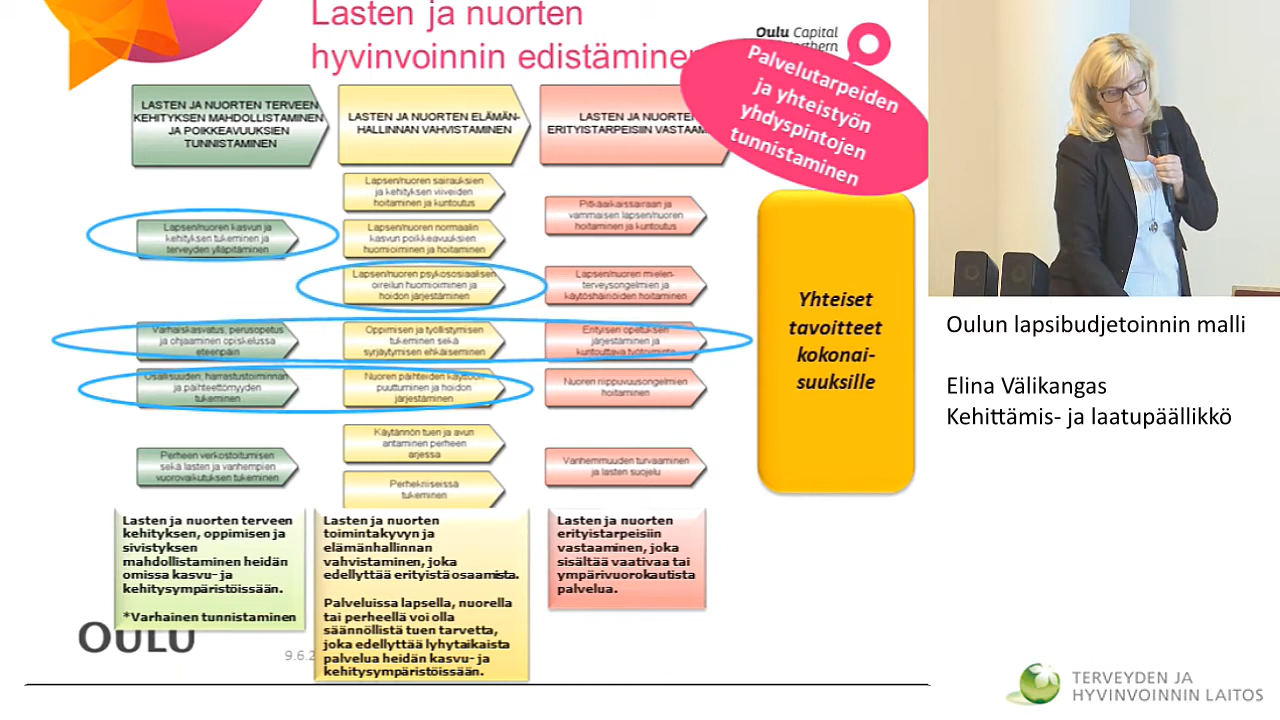 Lasten ja nuorten
hyvinvoinnin edistäminen
Oulu Capital
Palvelutarpeiden
ja yhteistyön
yhdyspintojen
tunnistaminen
LASTEN JA NUORTEN TERVEEN
KEHITYKSEN MAHDOLLISTAMINEN
JA POIKKEAVUUKSIEN
TUNNISTAMINEN
LASTEN JA NUORTEN ELÄMÄN-
HALLINNAN VAHVISTAMINEN
LASTEN JA NUORTEN
ERITYISTARPEISIIN
Lapsen/nuoren kasvun ja
kehityksen tukeminen ja
terveyden ylläpitäminen
Varhaiskasvatus, perusopetus
ja ohjaaminen opiskelussa
eteenpäin
Osallisuuden, harrastustoiminnan
ja päihteettömyyden
tukeminen
Perheen verkostoitumisen
sekä lasten ja vanhempien
vuorovaikutuksen tukeminen
Lapsen/nuoren sairauksien
ja kehityksen viiveiden
hoitaminen ja kuntoutus
Lapsen/nuoren normaalin
kasvun poikkeavuuksien
huomioiminen ja hoitaminen
Lapsen/nuoren psykososiaalisen
oireilun huomioiminen ja
hoidon järjestäminen
Oppimisen ja työllistymisen
tukeminen sekä
syrjäytymisen ehkäiseminen
Nuoren päihteiden käyttöön
puuttuminen ja hoidon
järjestäminen
Käytännön tuen ja avun
antaminen perheen
arjessa
Perhekriiseissä
tukeminen
Pitkäaikaissairaan ja
vammaisen lapsen/nuoren
hoitaminen ja kuntoutus
Lapsen/nuoren mielen-
terveysongelmien ja
käytöshäiriöiden hoitaminen
Erityisen opetuksen
järjestäminen ja
kuntouttava työtoiminta
Nuoren riippuvuusongelmien
hoitaminen
Vanhemmuuden turvaaminen
ja lasten suojelu
Yhteiset
tavoitteet
kokonai-
suuksille
Lasten ja nuorten terveen
kehityksen, oppimisen ja
sivistyksen
mahdollistaminen heidän
omissa kasvu- ja
kehitysympäristöissään.
*Varhainen tunnistaminen
Lasten ja nuorten
toimintakyvyn ja
elämänhallinnan
vahvistaminen, joka
edellyttää erityistä osaamista.
Palveluissa lapsella, nuorella
tai perheellä voi olla
säännöllistä tuen tarvetta,
joka edellyttää lyhytaikaista
palvelua heidän kasvu- ja
kehitysympäristöissään.
Lasten ja nuorten
erityistarpeisiin
vastaaminen, joka
sisältää vaativaa tai
ympärivuorokautista
palvelua.
OULU
9.6.2
Oulun lapsibudjetoinnin malli
Elina Välikangas
Kehittämis- ja laatupäällikkö
TERVEYDEN JA
HYVINVOINNIN LAITOS